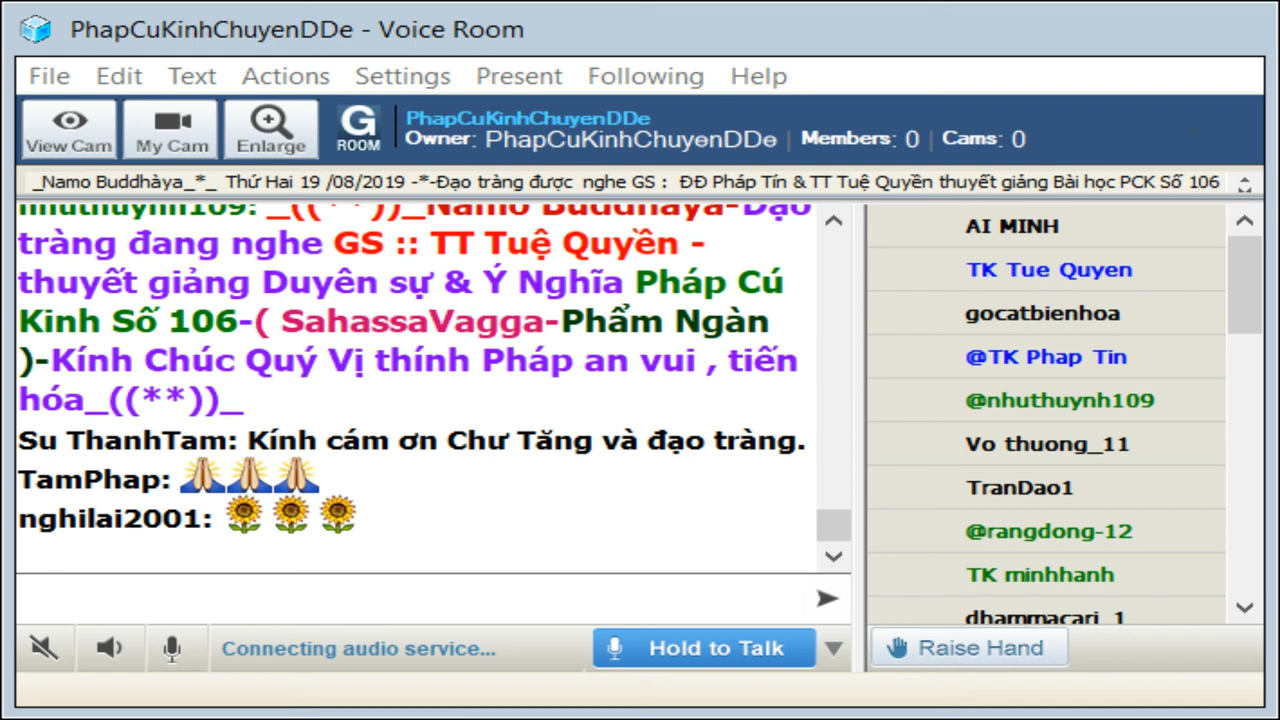 PhapCuKinhChuyenDDe - Voice Room
File Edit Text Actions Settings Present Following Help
View Cam My Cam Enlarge G ROOM
PhapCuKinhChuyenDDe
Owner: PhapCuKinhChuyenDDe | Members: 0 | Cams: 0
_Namo Buddhàya_*_ Thứ Hai 19 /08/2019 -*-Đạo tràng được nghe GS : ĐĐ Pháp Tín & TT Tuệ Quyền thuyết giảng Bài học PCK Số 106
nhuthuynh109: _((**))_Namo Buddhaya-Đạo
tràng đang nghe GS :: TT Tuệ Quyền -
thuyết giảng Duyên sự & Ý Nghĩa Pháp Cú
Kinh Số 106-( SahassaVagga-Phẩm Ngàn
)-Kính Chúc Quý Vị thính Pháp an vui , tiến
hóa_((**))_
Su ThanhTam: Kính cám ơn Chư Tăng và đạo tràng.
TamPhap: 🙏🙏🙏
nghilai2001: 🌻🌻🌻
AI MINH
TK Tue Quyen
gocatbienhoa
@TK Phap Tin
@nhuthuynh109
Vo thuong_11
TranDao1
@rangdong-12
TK minhhanh
dhammacari_1
Connecting audio service...
Hold to Talk
Raise Hand